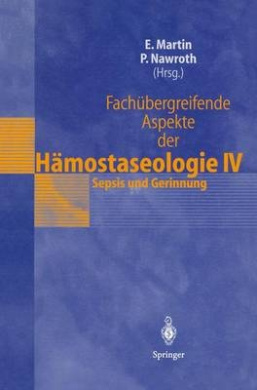 E. Martin
P. Nawroth
(Hrsg.)
Fachübergreifende
Aspekte
der
Hämostaseologie IV
Sepsis und Gerinnung
Springer